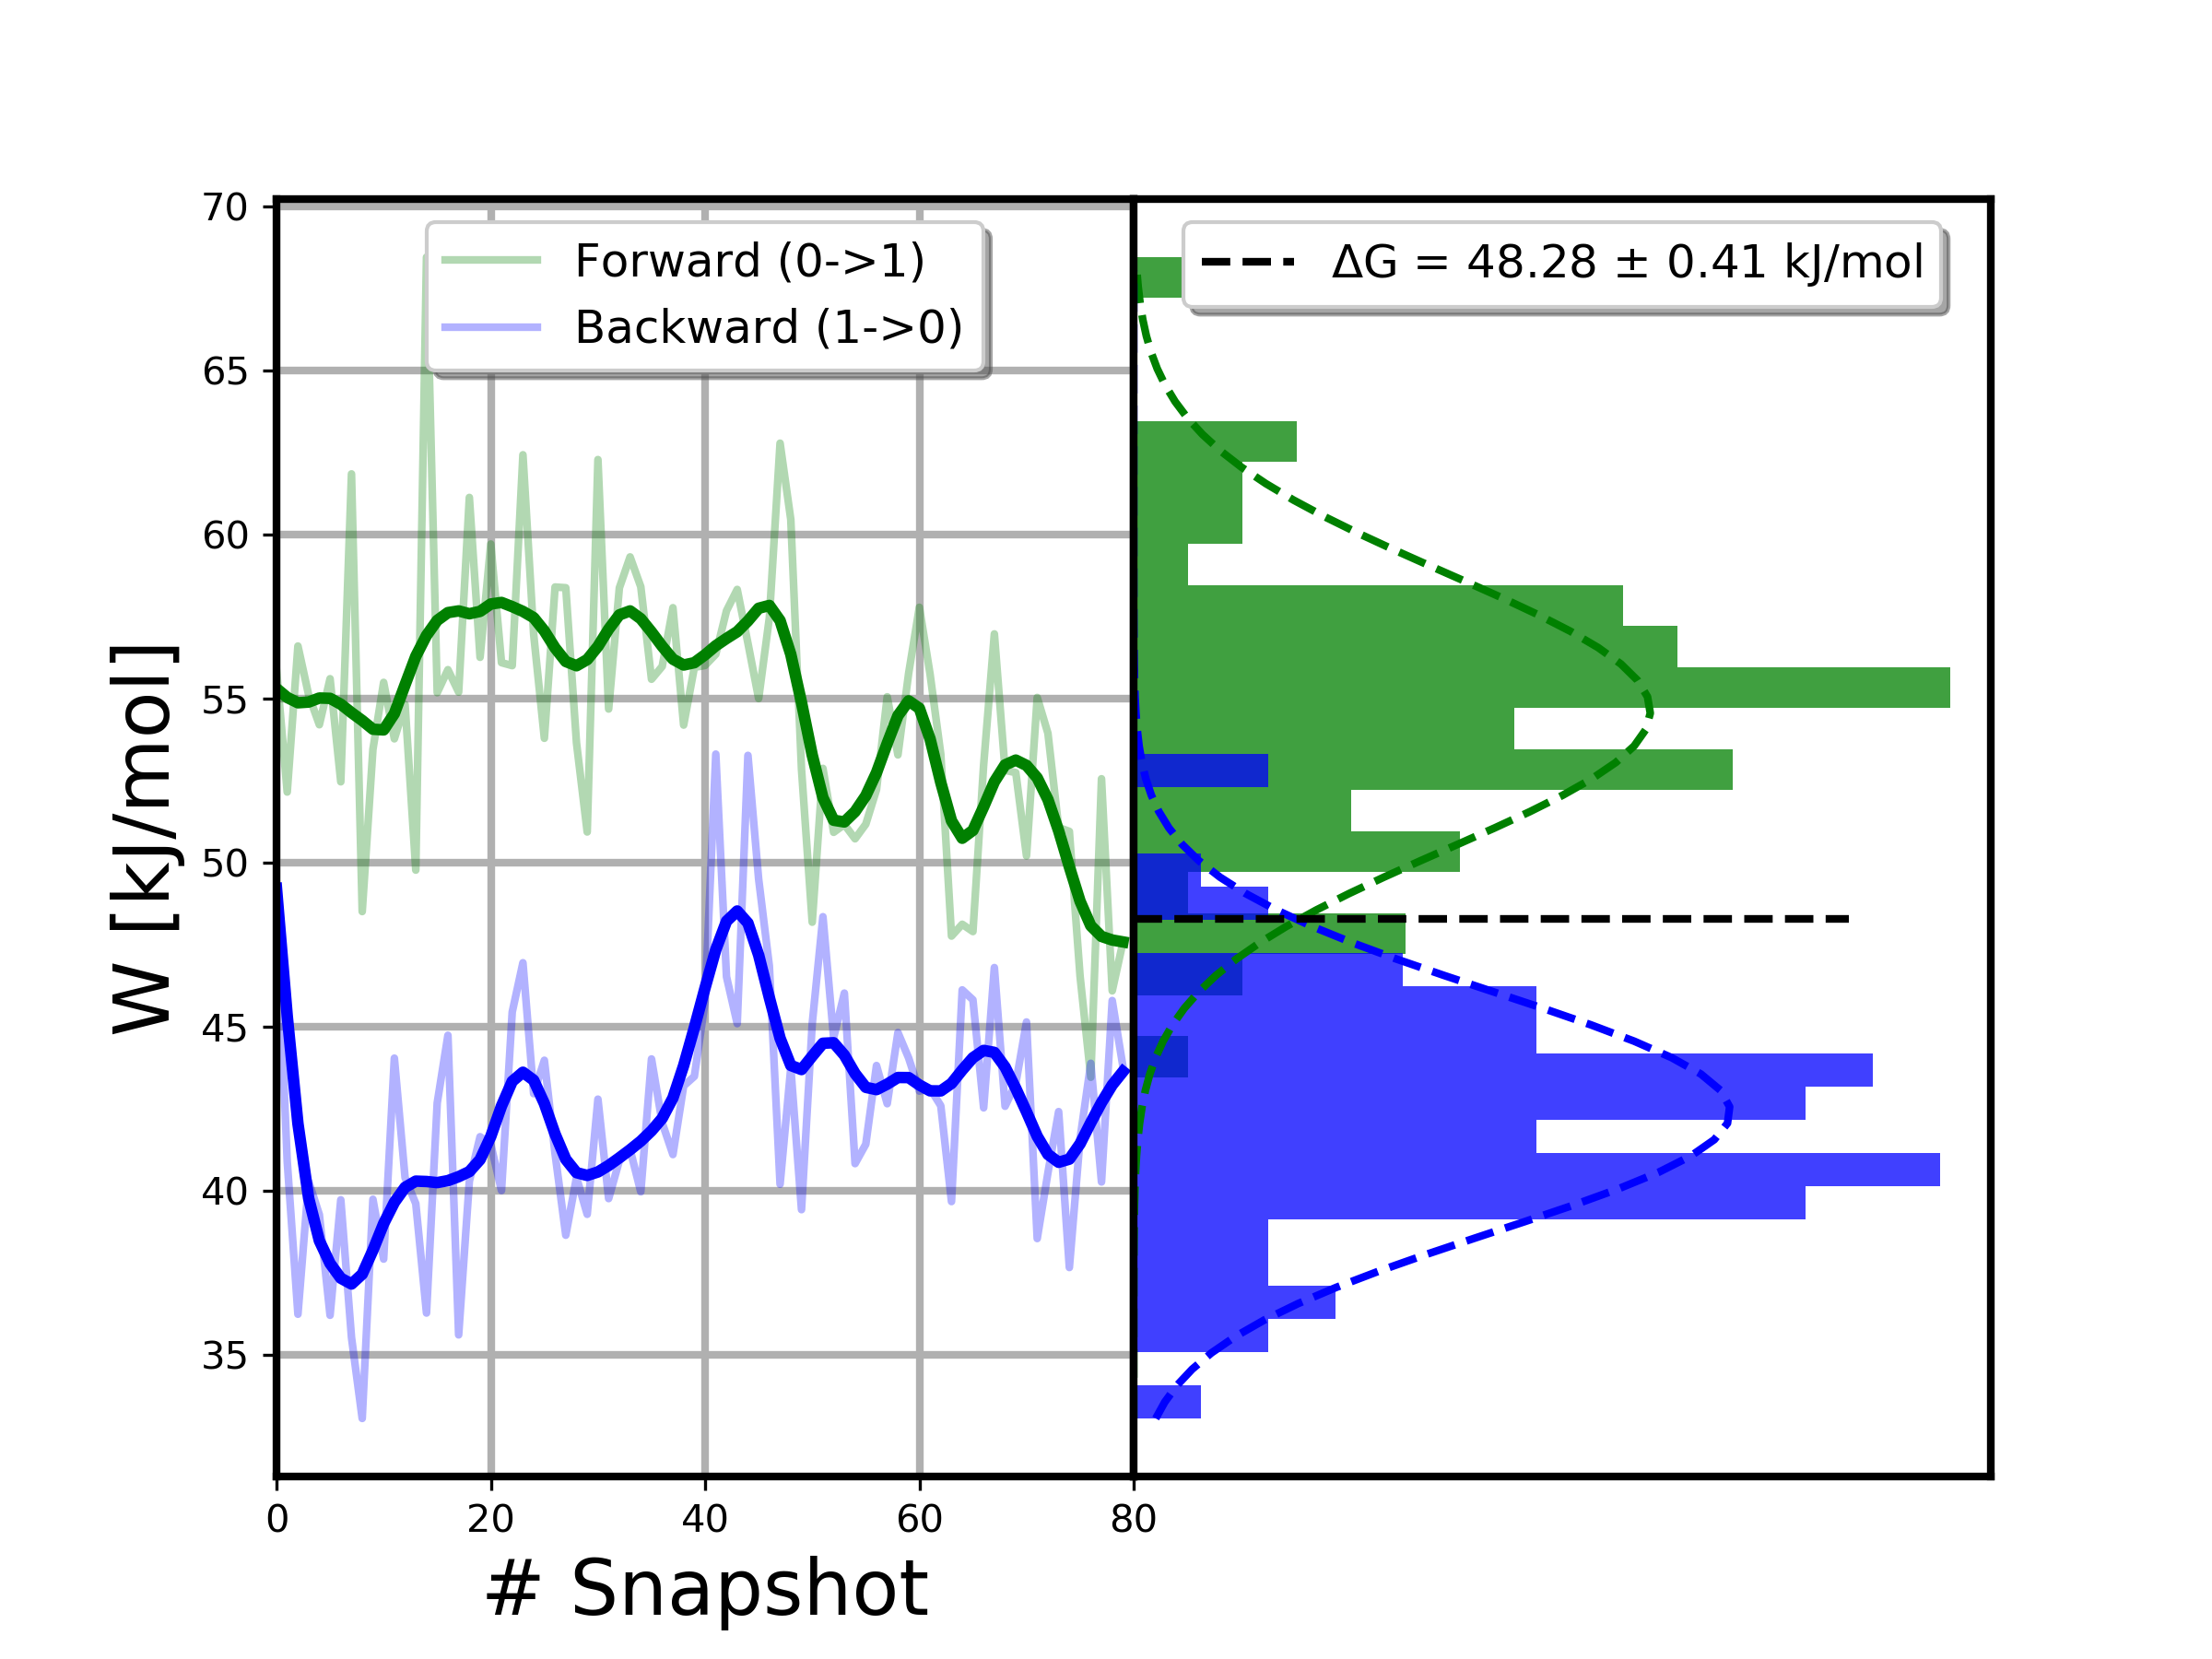 70
65
60
55
50
45
40
35
W [kJ/mol]
Forward (0->1)
Backward (1->0)
ΔG = 48.28 ± 0.41 kJ/mol
0 20 40 60 80
# Snapshot